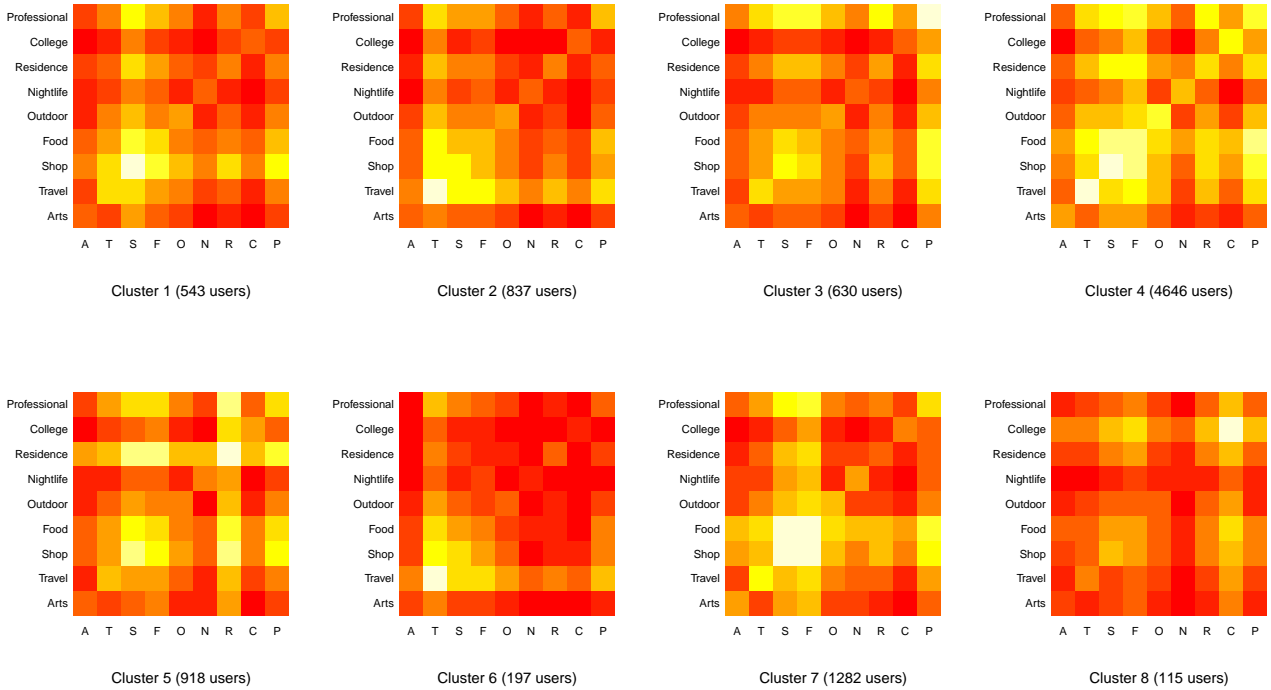 Professional
College
Residence
Nightlife
Outdoor
Food
Shop
Travel
Arts
A T S F O N R C P
Cluster 1 (543 users)
Professional
College
Residence
Nightlife
Outdoor
Food
Shop
Travel
Arts
A T S F O N R C P
Cluster 2 (837 users)
Professional
College
Residence
Nightlife
Outdoor
Food
Shop
Travel
Arts
A T S F O N R C P
Cluster 3 (630 users)
Professional
College
Residence
Nightlife
Outdoor
Food
Shop
Travel
Arts
A T S F O N R C P
Cluster 4 (4646 users)
Professional
College
Residence
Nightlife
Outdoor
Food
Shop
Travel
Arts
A T S F O N R C P
Cluster 5 (918 users)
Professional
College
Residence
Nightlife
Outdoor
Food
Shop
Travel
Arts
A T S F O N R C P
Cluster 6 (197 users)
Professional
College
Residence
Nightlife
Outdoor
Food
Shop
Travel
Arts
A T S F O N R C P
Cluster 7 (1282 users)
Professional
College
Residence
Nightlife
Outdoor
Food
Shop
Travel
Arts
A T S F O N R C P
Cluster 8 (115 users)